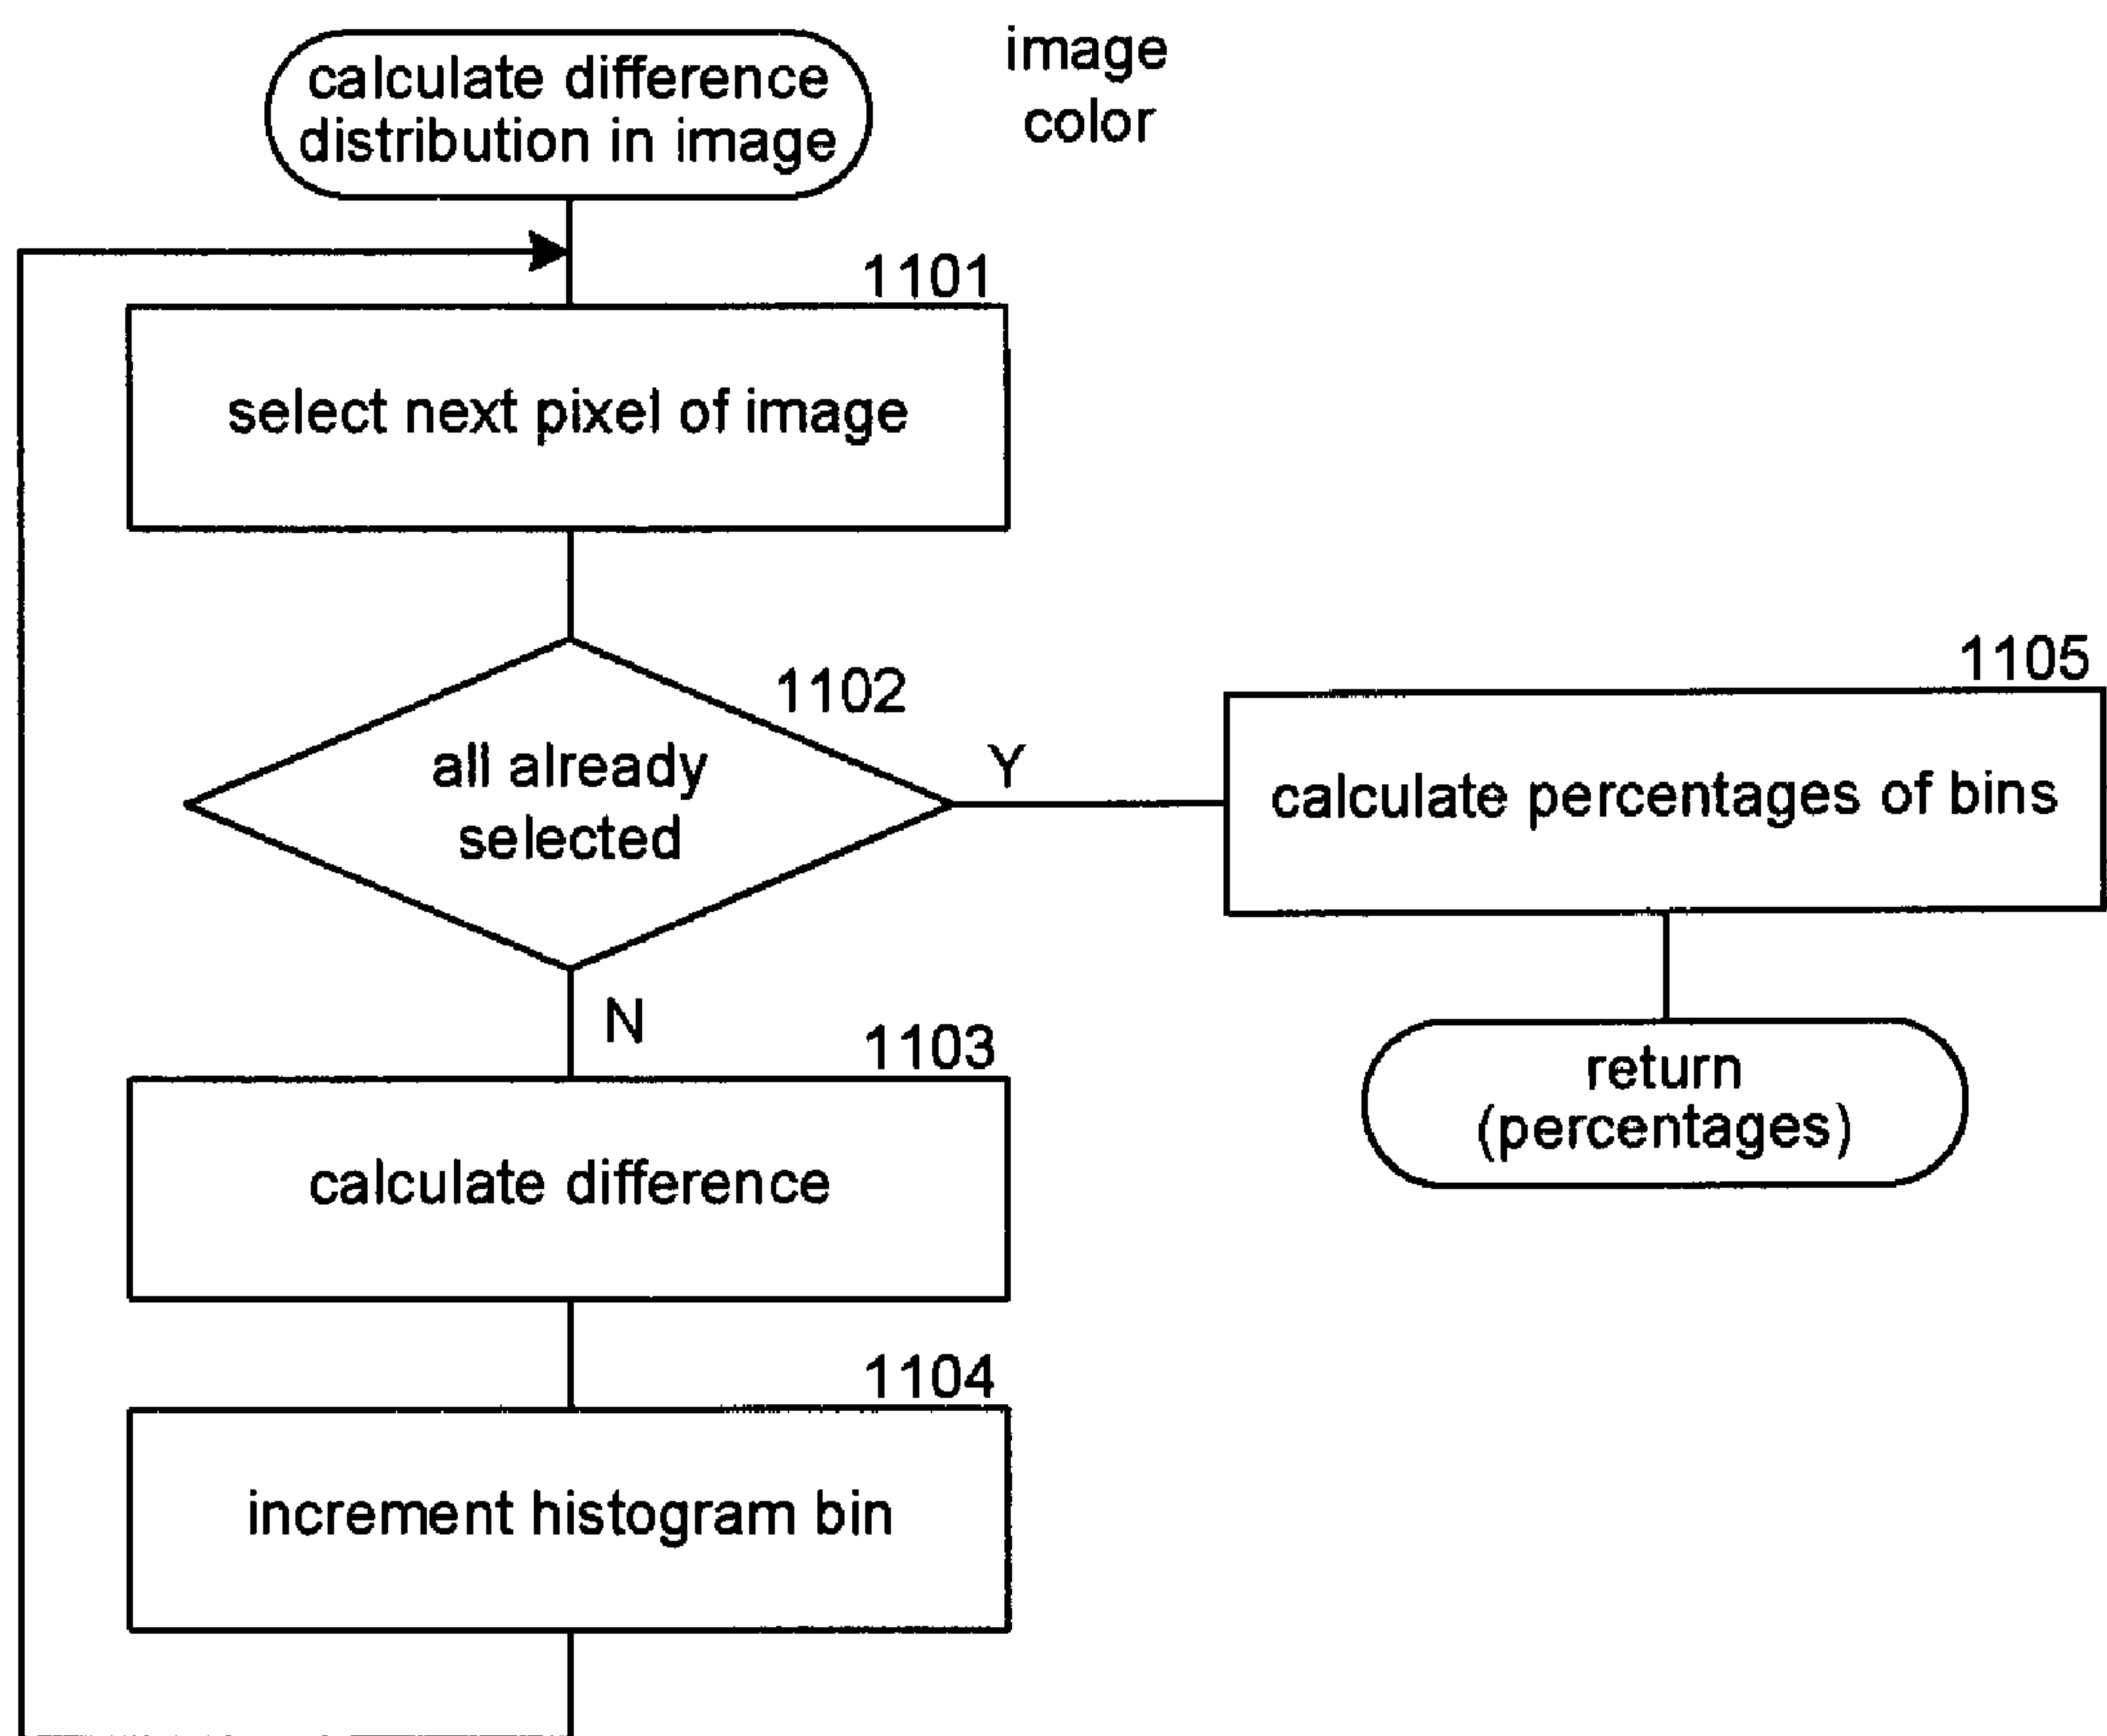 calculate difference
distribution in image
image
color
1101
select next pixel of image
1102
all already
selected
Y
1105
calculate percentages of bins
N
return
(percentages)
1103
calculate difference
1104
increment histogram bin